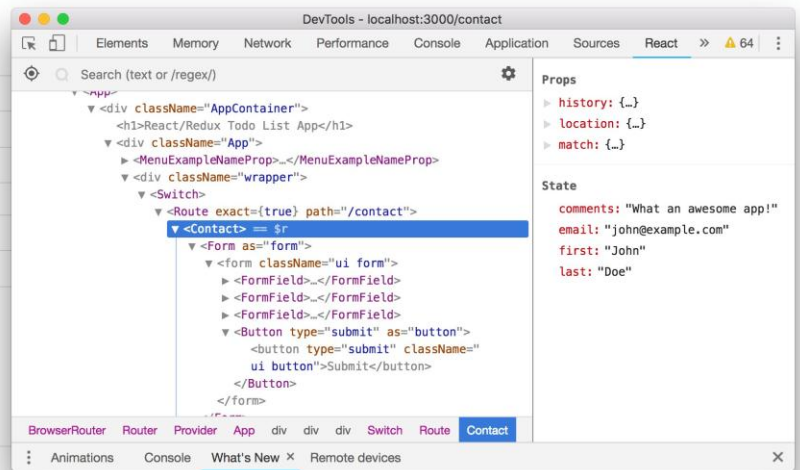 DevTools - localhost:3000/contact
Elements Memory Network Performance Console Application Sources React » 64
Search (text or /regex/)
<App>
<div className="AppContainer">
<h1>React/Redux Todo List App</h1>
<div className="App">
<MenuExampleNameProp>…</MenuExampleNameProp>
<div className="wrapper">
<Switch>
<Route exact={true} path="/contact">
<Contact> == $r
<Form as="form">
<form className="ui form">
<FormField>…</FormField>
<FormField>…</FormField>
<FormField>…</FormField>
<Button type="submit" as="button">
<button type="submit" className="
ui button">Submit</button>
</Button>
</form>
</Form>
Props
history: {…}
location: {…}
match: {…}
State
comments: "What an awesome app!"
email: "john@example.com"
first: "John"
last: "Doe"
BrowserRouter Router Provider App div div div Switch Route Contact
Animations Console What's New × Remote devices ×